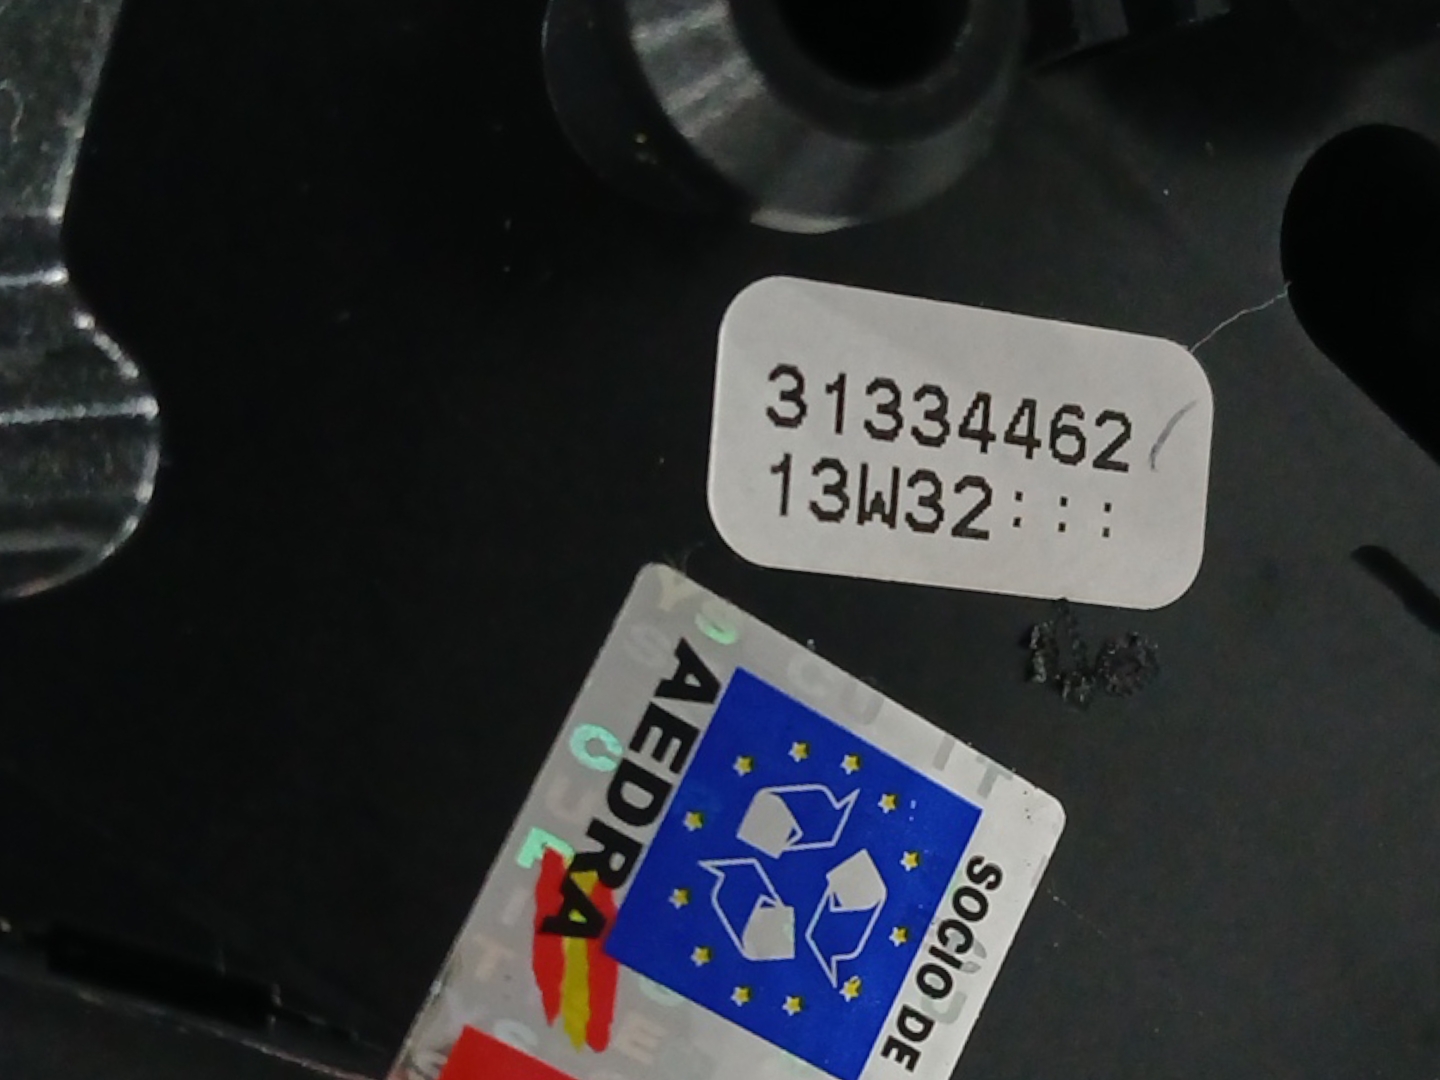 31334462
13W32:::
SOCIO DE
AEDRA